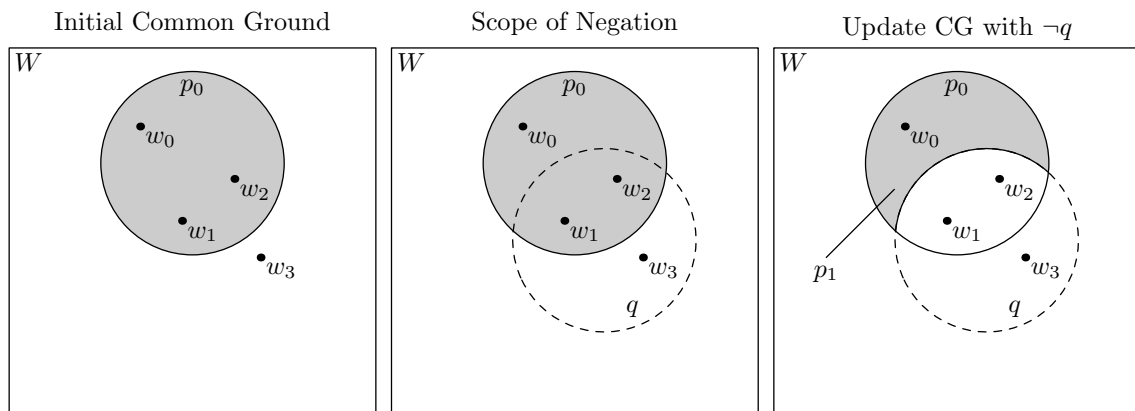 Initial Common Ground
W
p₀
w₀
w₂
w₁
w₃
Scope of Negation
W
p₀
w₀
w₂
w₁
w₃
q
Update CG with ¬q
W
p₀
w₀
w₂
w₁
w₃
p₁
q